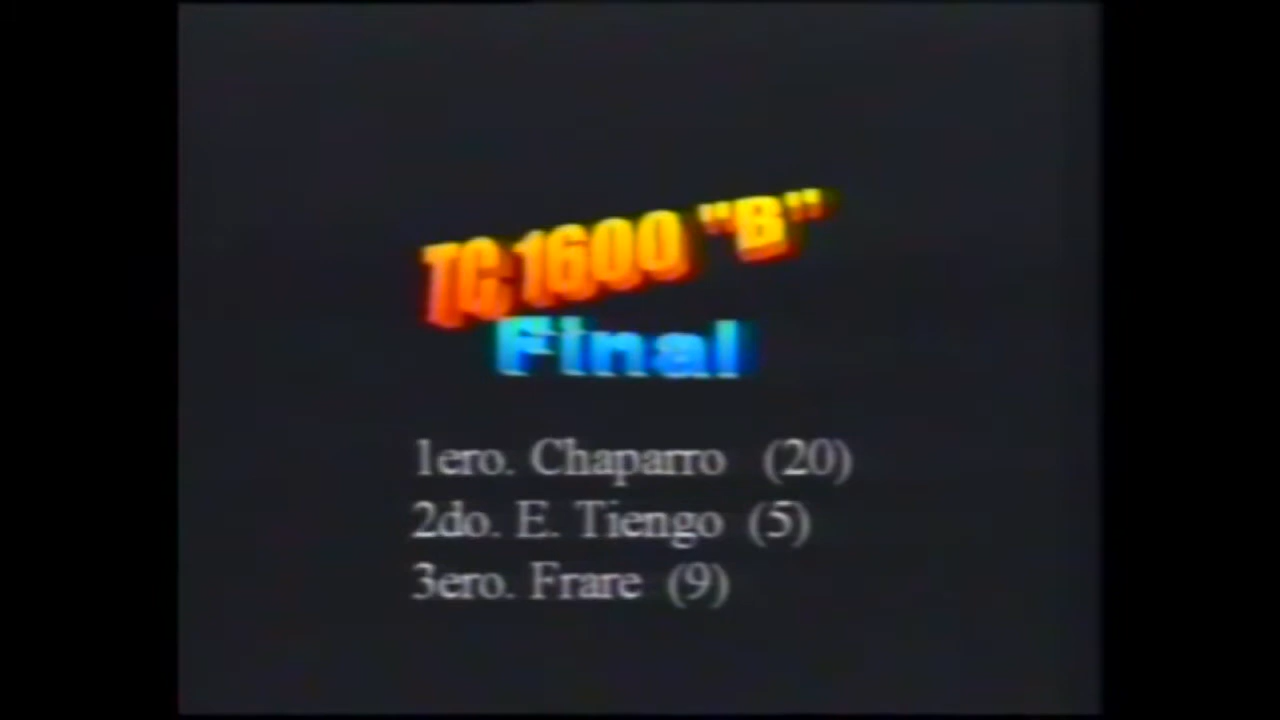 TC 1600 "B"
Final
1ero. Chaparro (20)
2do. E. Tiengo (5)
3ero. Frare (9)